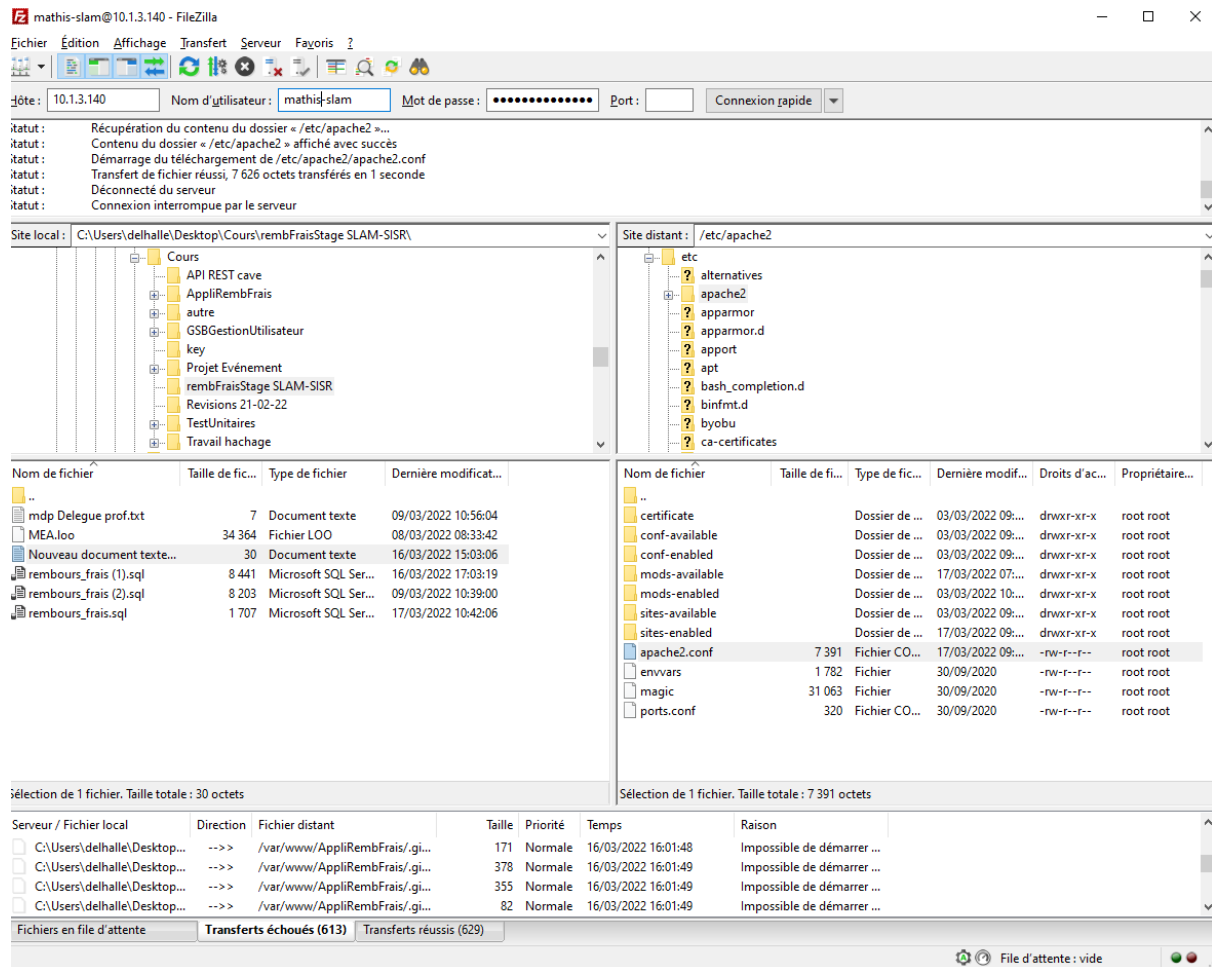 mathis-slam@10.1.3.140 - FileZilla
Fichier Édition Affichage Transfert Serveur Favoris ?
Hôte : 10.1.3.140 Nom d'utilisateur : mathis-slam Mot de passe : •••••••••••••• Port : Connexion rapide
Statut : Récupération du contenu du dossier « /etc/apache2 »...
Statut : Contenu du dossier « /etc/apache2 » affiché avec succès
Statut : Démarrage du téléchargement de /etc/apache2/apache2.conf
Statut : Transfert de fichier réussi, 7 626 octets transférés en 1 seconde
Statut : Déconnecté du serveur
Statut : Connexion interrompue par le serveur
Site local : C:\Users\delhalle\Desktop\Cours\rembFraisStage SLAM-SISR\
Cours
API REST cave
AppliRembFrais
autre
GSBGestionUtilisateur
key
Projet Evénement
rembFraisStage SLAM-SISR
Revisions 21-02-22
TestUnitaires
Travail hachage
Site distant : /etc/apache2
etc
? alternatives
apache2
? apparmor
? apparmor.d
? apport
? apt
? bash_completion.d
? binfmt.d
? byobu
? ca-certificates
Nom de fichier Taille de fic... Type de fichier Dernière modificat...
..
mdp Delegue prof.txt 7 Document texte 09/03/2022 10:56:04
MEA.loo 34 364 Fichier LOO 08/03/2022 08:33:42
Nouveau document texte... 30 Document texte 16/03/2022 15:03:06
rembours_frais (1).sql 8 441 Microsoft SQL Ser... 16/03/2022 17:03:19
rembours_frais (2).sql 8 203 Microsoft SQL Ser... 09/03/2022 10:39:00
rembours_frais.sql 1 707 Microsoft SQL Ser... 17/03/2022 10:42:06
Sélection de 1 fichier. Taille totale : 30 octets
Nom de fichier Taille de fi... Type de fic... Dernière modif... Droits d'ac... Propriétaire...
..
certificate Dossier de ... 03/03/2022 09:... drwxr-xr-x root root
conf-available Dossier de ... 03/03/2022 09:... drwxr-xr-x root root
conf-enabled Dossier de ... 03/03/2022 09:... drwxr-xr-x root root
mods-available Dossier de ... 17/03/2022 07:... drwxr-xr-x root root
mods-enabled Dossier de ... 03/03/2022 10:... drwxr-xr-x root root
sites-available Dossier de ... 03/03/2022 09:... drwxr-xr-x root root
sites-enabled Dossier de ... 17/03/2022 09:... drwxr-xr-x root root
apache2.conf 7 391 Fichier CO... 17/03/2022 09:... -rw-r--r-- root root
envvars 1 782 Fichier 30/09/2020 -rw-r--r-- root root
magic 31 063 Fichier 30/09/2020 -rw-r--r-- root root
ports.conf 320 Fichier CO... 30/09/2020 -rw-r--r-- root root
Sélection de 1 fichier. Taille totale : 7 391 octets
Serveur / Fichier local Direction Fichier distant Taille Priorité Temps Raison
C:\Users\delhalle\Desktop... -->> /var/www/AppliRembFrais/.gi... 171 Normale 16/03/2022 16:01:48 Impossible de démarrer ...
C:\Users\delhalle\Desktop... -->> /var/www/AppliRembFrais/.gi... 378 Normale 16/03/2022 16:01:49 Impossible de démarrer ...
C:\Users\delhalle\Desktop... -->> /var/www/AppliRembFrais/.gi... 355 Normale 16/03/2022 16:01:49 Impossible de démarrer ...
C:\Users\delhalle\Desktop... -->> /var/www/AppliRembFrais/.gi... 82 Normale 16/03/2022 16:01:49 Impossible de démarrer ...
Fichiers en file d'attente Transferts échoués (613) Transferts réussis (629)
File d'attente : vide